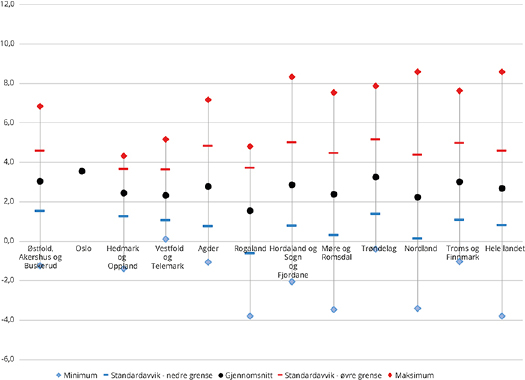 12,0
10,0
8,0
6,0
4,0
2,0
0,0
-2,0
-4,0
-6,0
Østfold, Akershus og Buskerud
Oslo
Hedmark og Oppland
Vestfold og Telemark
Agder
Rogaland
Hordaland og Sogn og Fjordane
Møre og Romsdal
Trøndelag
Nordland
Troms og Finnmark
Hele landet
Minimum
Standardavvik - nedre grense
Gjennomsnitt
Standardavvik - øvre grense
Maksimum